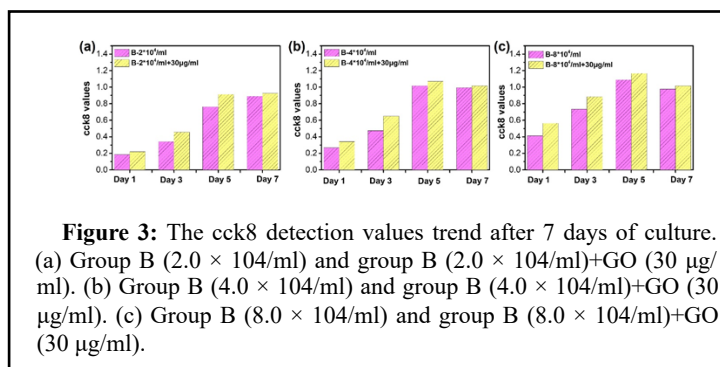 (a)
B-2*10⁴/ml
B-2*10⁴/ml+30μg/ml
cck8 values
1.4
1.2
1.0
0.8
0.6
0.4
0.2
0.0
Day 1 Day 3 Day 5 Day 7
(b)
B-4*10⁴/ml
B-4*10⁴/ml+30μg/ml
cck8 values
1.4
1.2
1.0
0.8
0.6
0.4
0.2
0.0
Day 1 Day 3 Day 5 Day 7
(c)
B-8*10⁴/ml
B-8*10⁴/ml+30μg/ml
cck8 values
1.4
1.2
1.0
0.8
0.6
0.4
0.2
0.0
Day 1 Day 3 Day 5 Day 7
Figure 3: The cck8 detection values trend after 7 days of culture.
(a) Group B (2.0 × 104/ml) and group B (2.0 × 104/ml)+GO (30 μg/
ml). (b) Group B (4.0 × 104/ml) and group B (4.0 × 104/ml)+GO (30
μg/ml). (c) Group B (8.0 × 104/ml) and group B (8.0 × 104/ml)+GO
(30 μg/ml).